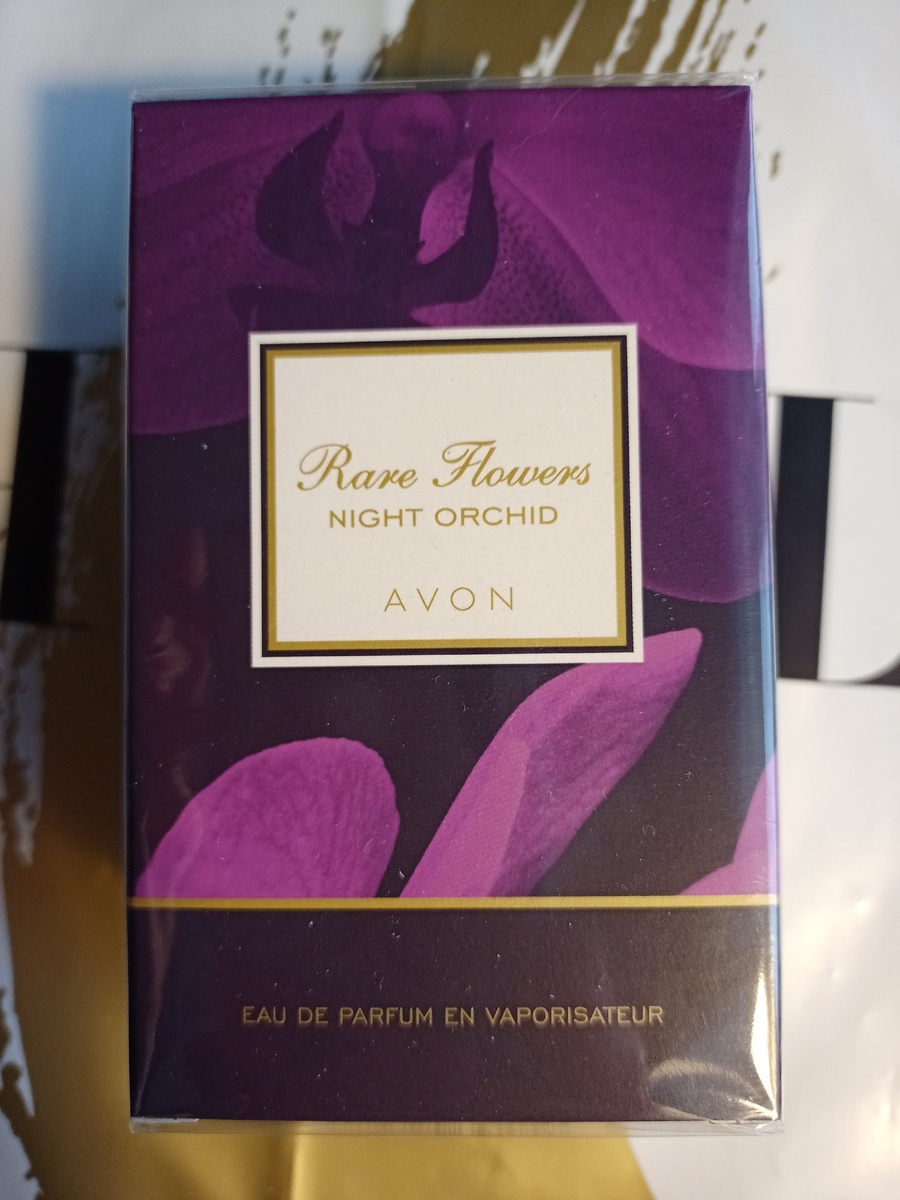 Rare Flowers
NIGHT ORCHID
AVON
EAU DE PARFUM EN VAPORISATEUR